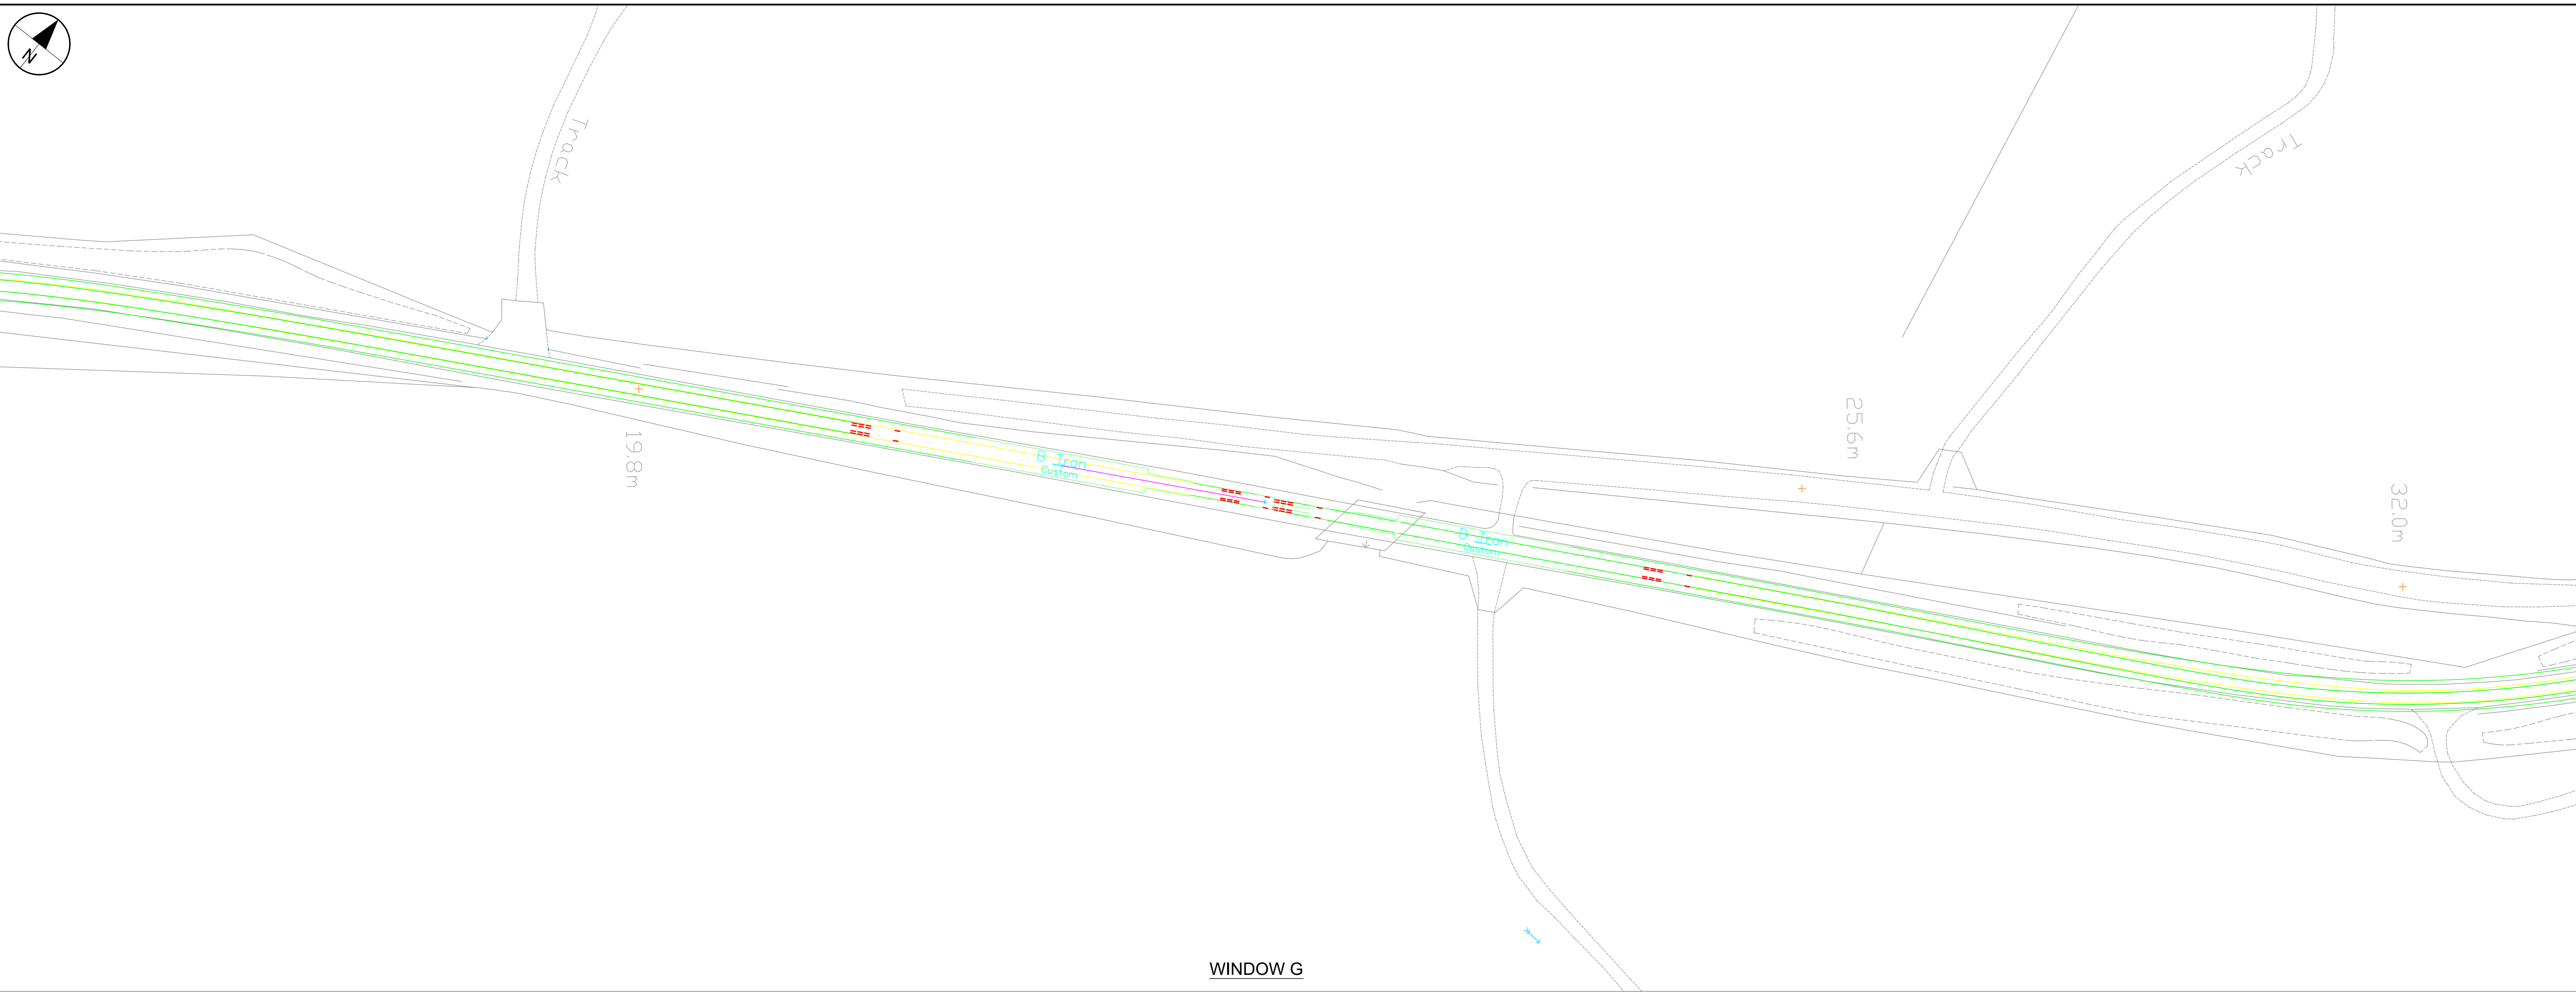 N
Track
Track
25.6m
19.8m
B Iron
Custom
32.0m
B Iron
Custom
WINDOW G